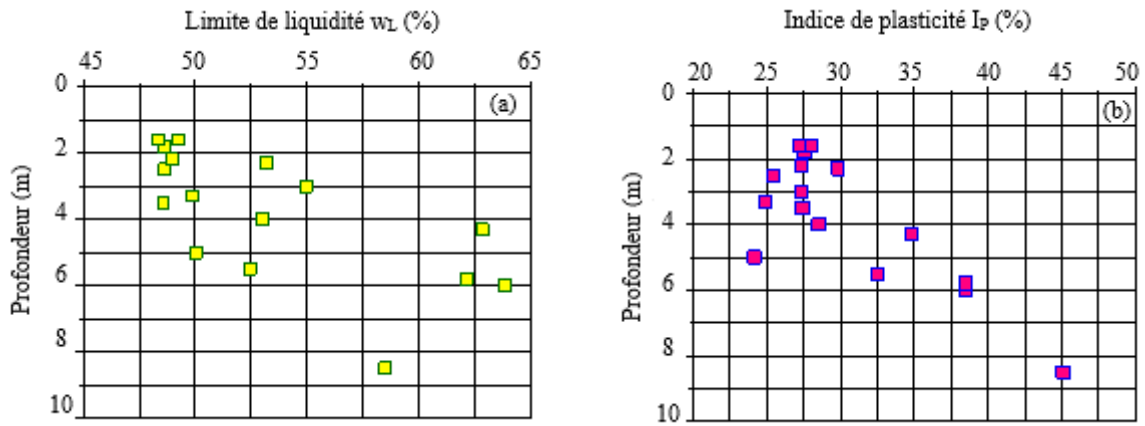 Limite de liquidité wL (%)
45 50 55 60 65
0
2
4
6
8
10
Profondeur (m)
(a)
Indice de plasticité IP (%)
20 25 30 35 40 45 50
0
2
4
6
8
10
Profondeur (m)
(b)